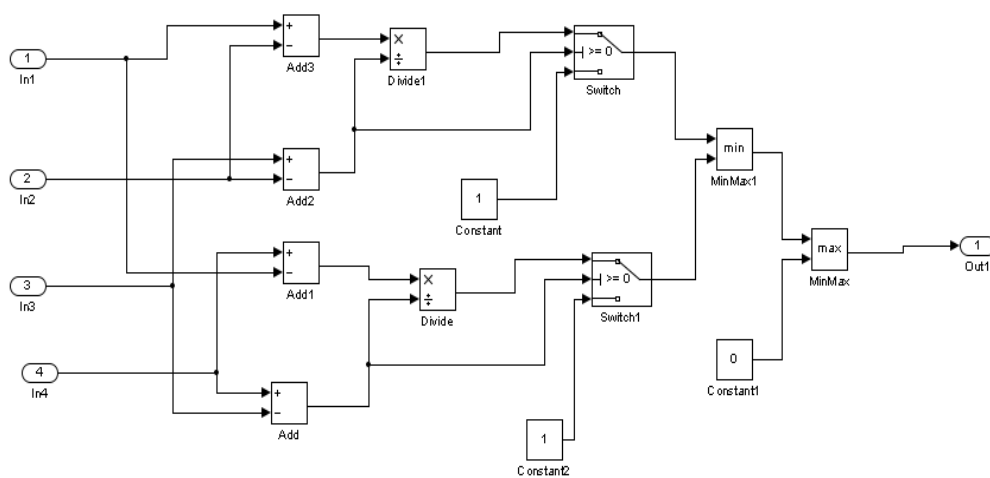 1
In1
+
−
Add3
×
÷
Divide1
>= 0
Switch
2
In2
+
−
Add2
1
Constant
min
MinMax1
3
In3
+
−
Add1
×
÷
Divide
>= 0
Switch1
max
MinMax
1
Out1
4
In4
+
−
Add
1
Constant2
0
Constant1